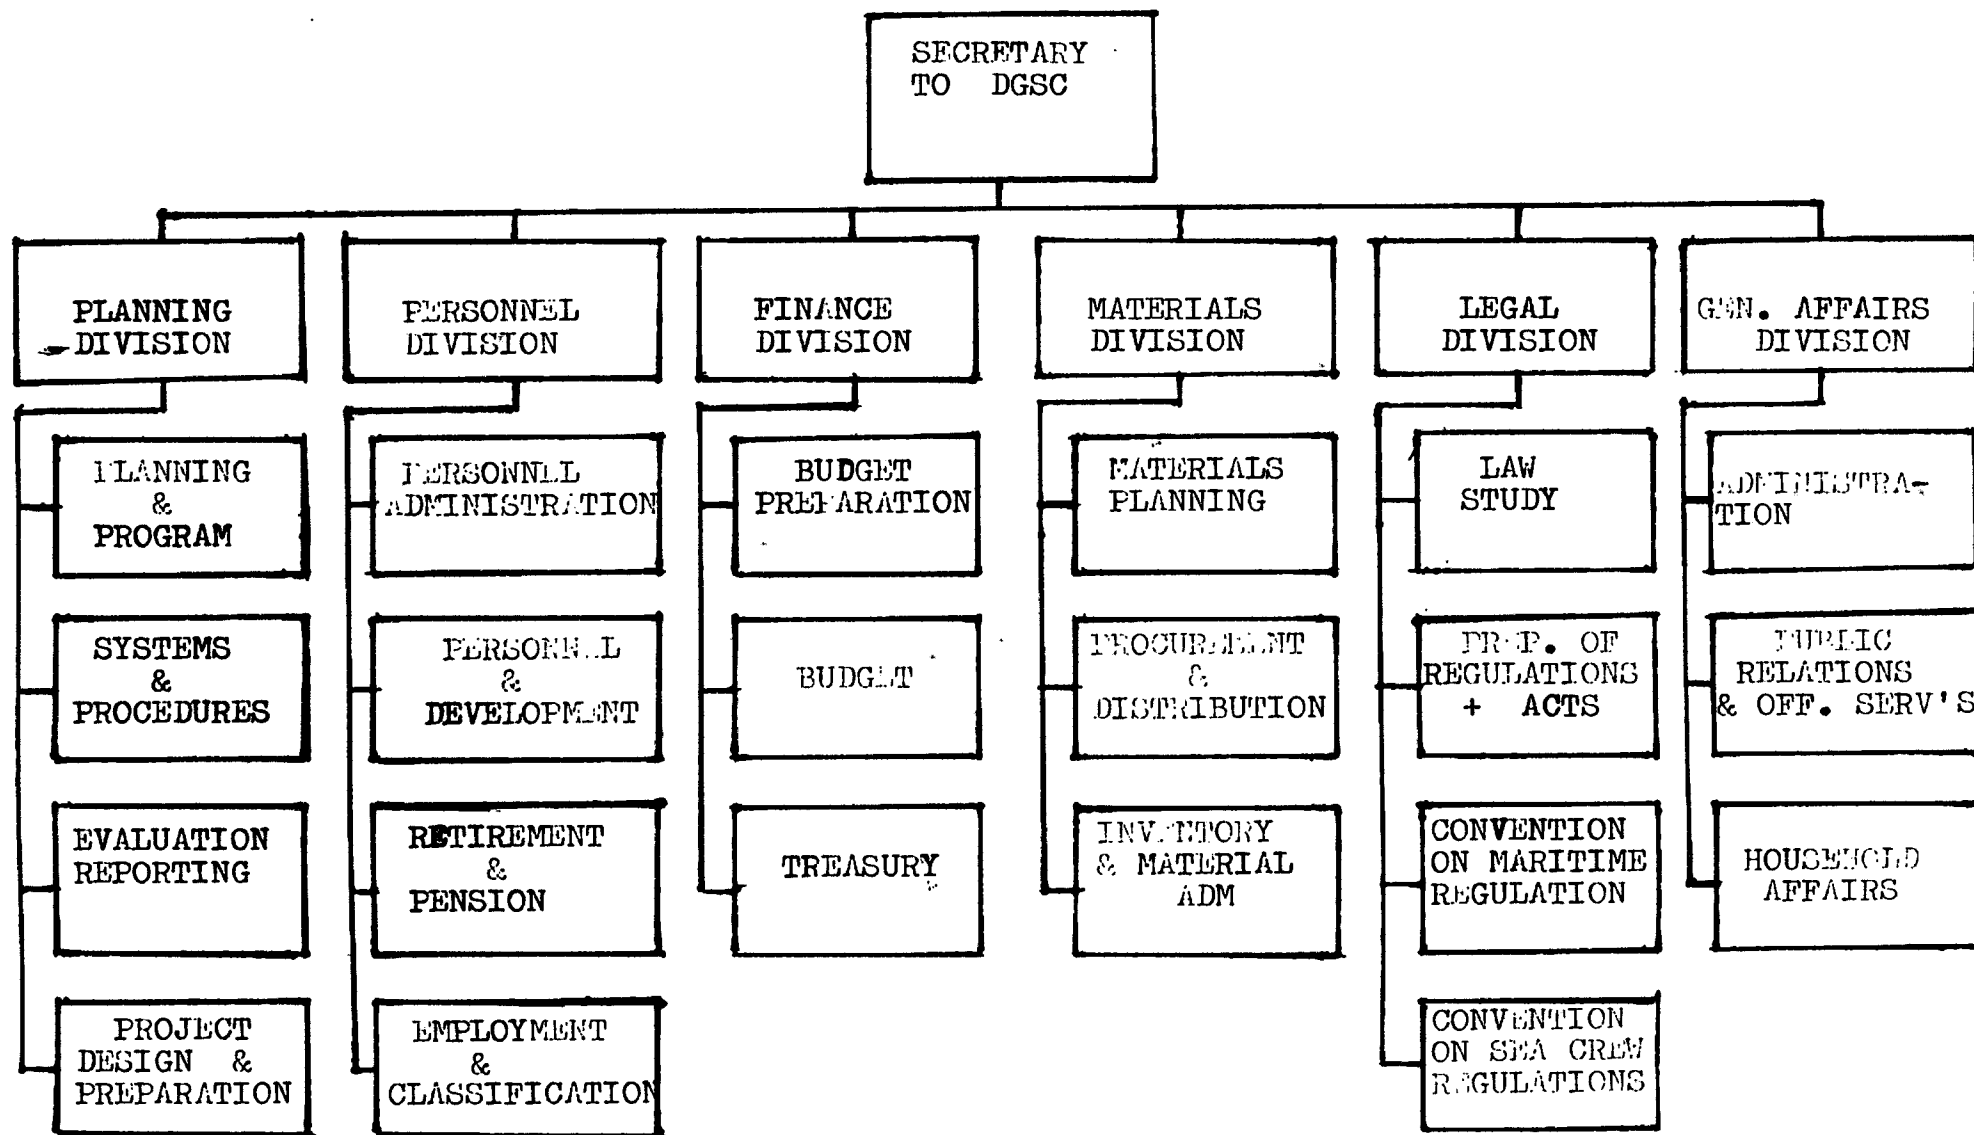 SECRETARY
TO DGSC
PLANNING
DIVISION
PERSONNEL
DIVISION
FINANCE
DIVISION
MATERIALS
DIVISION
LEGAL
DIVISION
GEN. AFFAIRS
DIVISION
PLANNING
&
PROGRAM
SYSTEMS
&
PROCEDURES
EVALUATION
REPORTING
PROJECT
DESIGN &
PREPARATION
PERSONNEL
ADMINISTRATION
PERSONNEL
&
DEVELOPMENT
RETIREMENT
&
PENSION
EMPLOYMENT
&
CLASSIFICATION
BUDGET
PREPARATION
BUDGET
TREASURY
MATERIALS
PLANNING
PROCUREMENT
&
DISTRIBUTION
INVENTORY
& MATERIAL
ADM
LAW
STUDY
PREP. OF
REGULATIONS
+ ACTS
CONVENTION
ON MARITIME
REGULATION
CONVENTION
ON SEA CREW
REGULATIONS
ADMINISTRA-
TION
PUBLIC
RELATIONS
& OFF. SERV'S
HOUSEHOLD
AFFAIRS